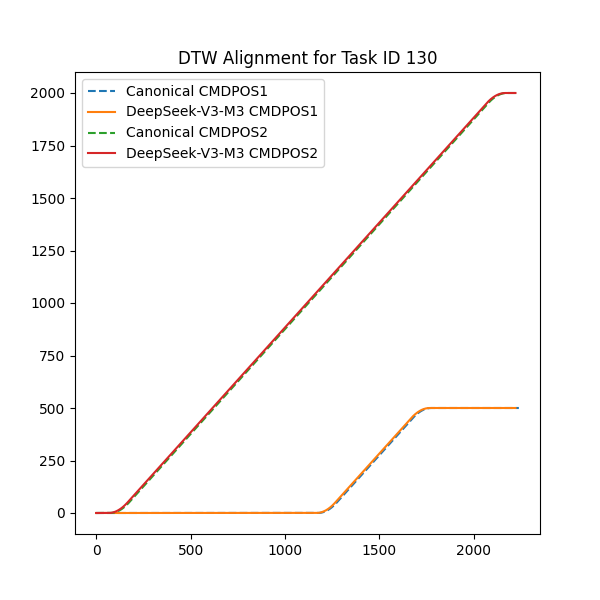 DTW Alignment for Task ID 130
Canonical CMDPOS1
DeepSeek-V3-M3 CMDPOS1
Canonical CMDPOS2
DeepSeek-V3-M3 CMDPOS2
2000
1750
1500
1250
1000
750
500
250
0
0 500 1000 1500 2000